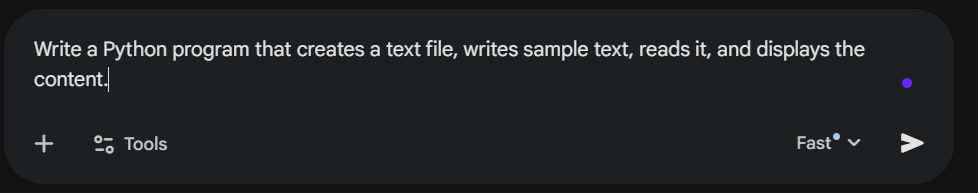 Write a Python program that creates a text file, writes sample text, reads it, and displays the
content.
Tools
Fast